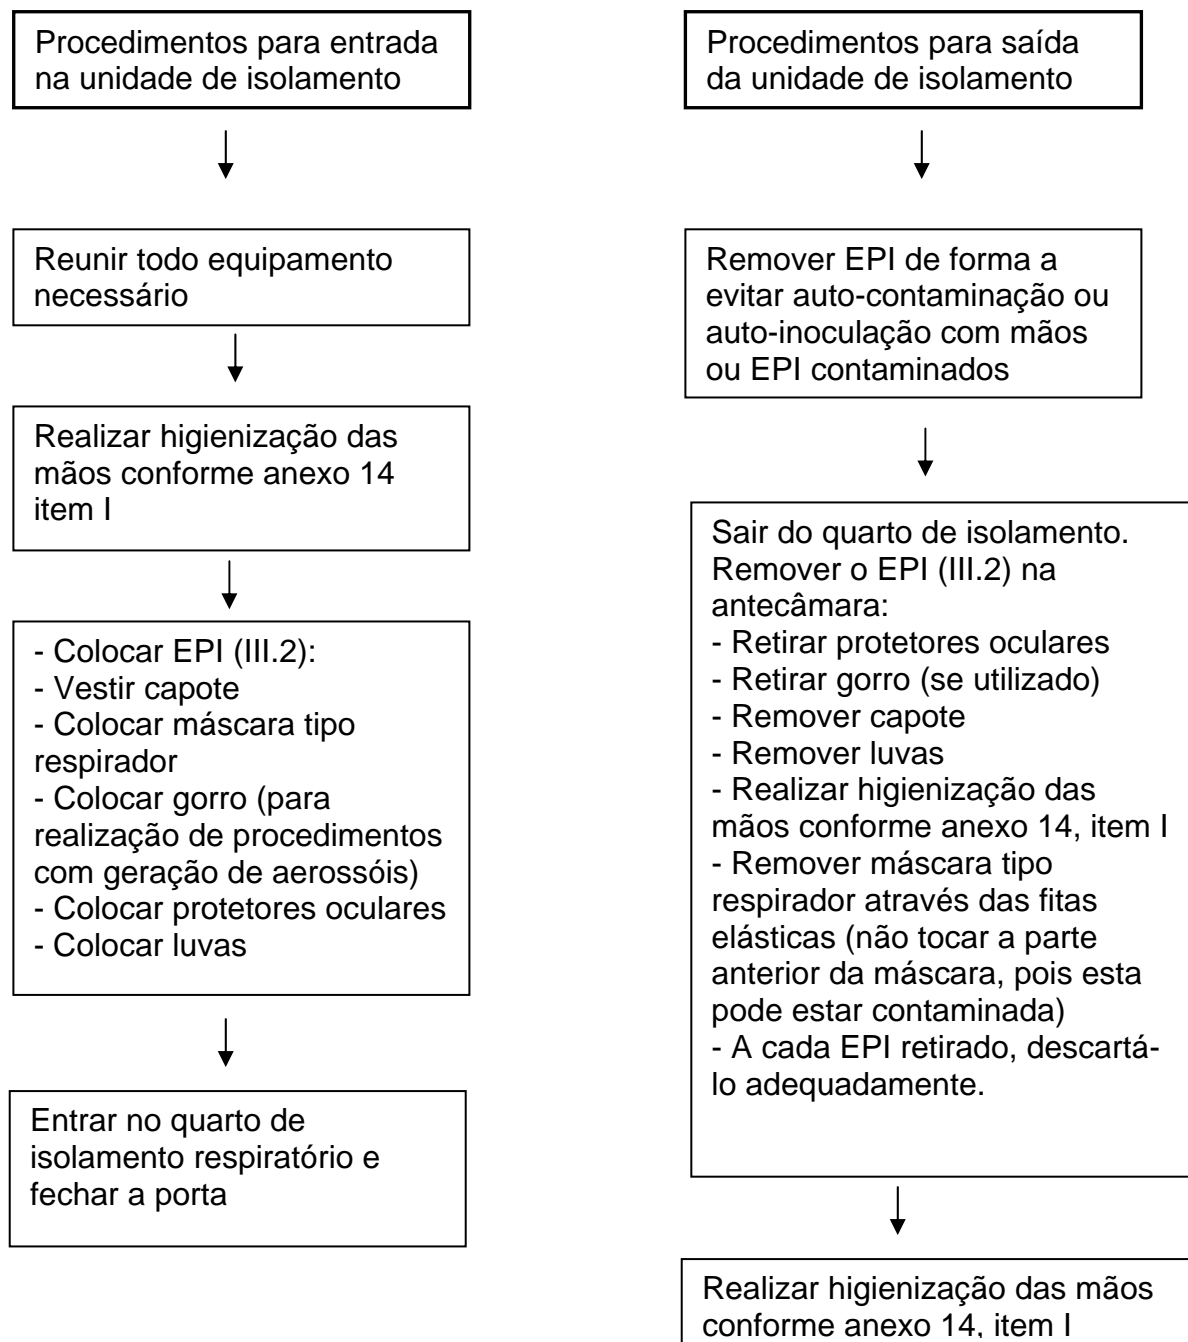 Procedimentos para entrada
na unidade de isolamento
Reunir todo equipamento
necessário
Realizar higienização das
mãos conforme anexo 14
item I
- Colocar EPI (III.2):
- Vestir capote
- Colocar máscara tipo
respirador
- Colocar gorro (para
realização de procedimentos
com geração de aerossóis)
- Colocar protetores oculares
- Colocar luvas
Entrar no quarto de
isolamento respiratório e
fechar a porta
Procedimentos para saída
da unidade de isolamento
Remover EPI de forma a
evitar auto-contaminação ou
auto-inoculação com mãos
ou EPI contaminados
Sair do quarto de isolamento.
Remover o EPI (III.2) na
antecâmara:
- Retirar protetores oculares
- Retirar gorro (se utilizado)
- Remover capote
- Remover luvas
- Realizar higienização das
mãos conforme anexo 14, item I
- Remover máscara tipo
respirador através das fitas
elásticas (não tocar a parte
anterior da máscara, pois esta
pode estar contaminada)
- A cada EPI retirado, descartá-
lo adequadamente.
Realizar higienização das mãos
conforme anexo 14, item I